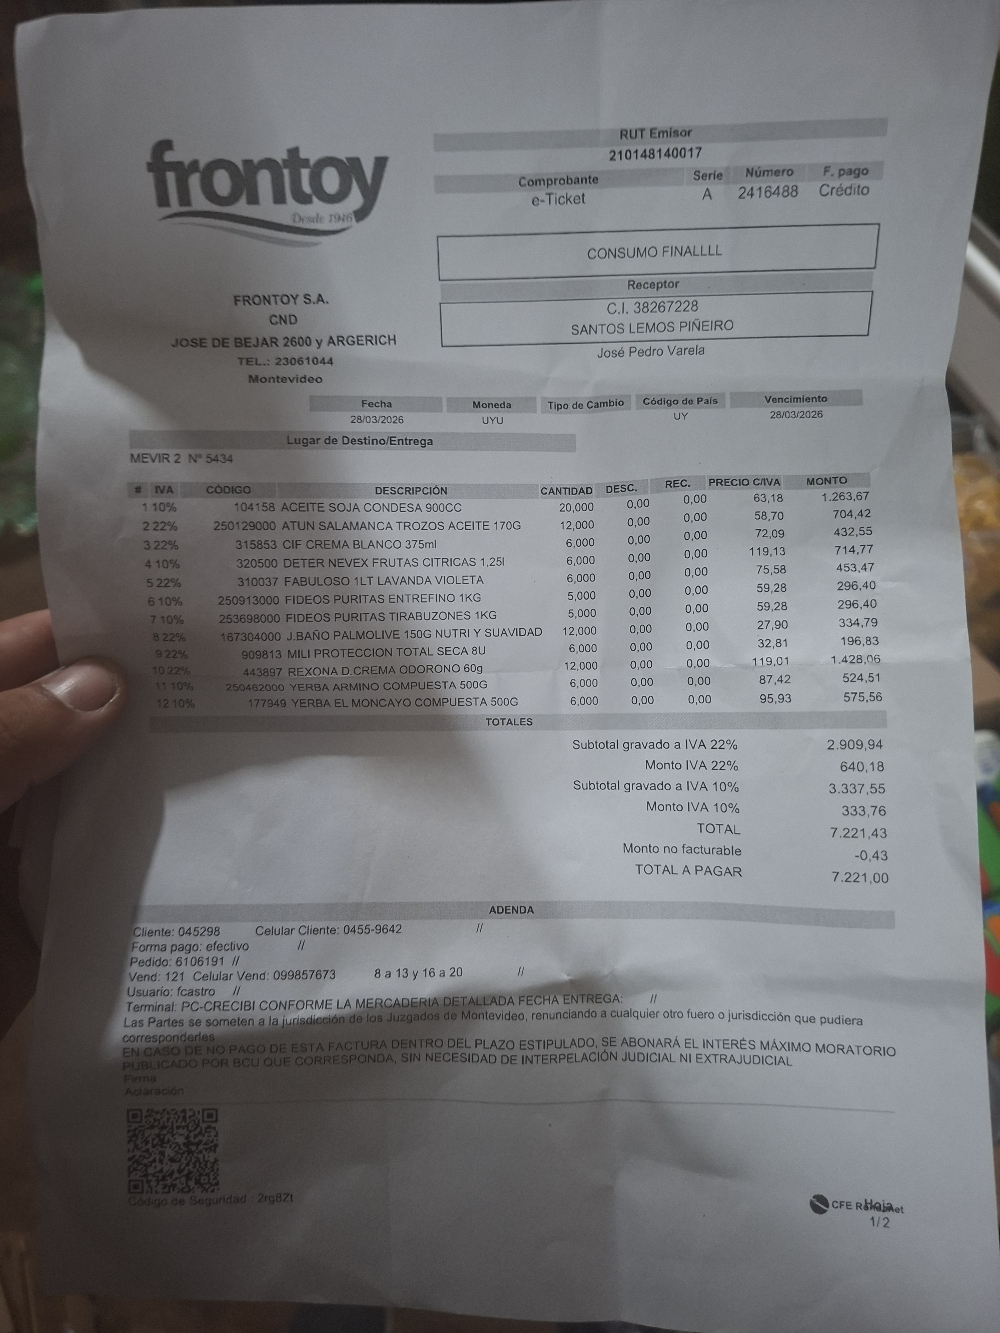 frontoy
Desde 1946
RUT Emisor
210148140017
Comprobante Serie Número F. pago
e-Ticket A 2416488 Crédito
CONSUMO FINALLLL
Receptor
C.I. 38267228
SANTOS LEMOS PIÑEIRO
José Pedro Varela
FRONTOY S.A.
CND
JOSE DE BEJAR 2600 y ARGERICH
TEL.: 23061044
Montevideo
Fecha Moneda Tipo de Cambio Código de País Vencimiento
28/03/2026 UYU UY 28/03/2026
Lugar de Destino/Entrega
MEVIR 2 Nº 5434
# IVA CÓDIGO DESCRIPCIÓN CANTIDAD DESC. REC. PRECIO C/IVA MONTO
1 10% 104158 ACEITE SOJA CONDESA 900CC 20,000 0,00 0,00 63,18 1.263,67
2 22% 250129000 ATUN SALAMANCA TROZOS ACEITE 170G 12,000 0,00 0,00 58,70 704,42
3 22% 315853 CIF CREMA BLANCO 375ml 6,000 0,00 0,00 72,09 432,55
4 10% 320500 DETER NEVEX FRUTAS CITRICAS 1,25l 6,000 0,00 0,00 119,13 714,77
5 22% 310037 FABULOSO 1LT LAVANDA VIOLETA 6,000 0,00 0,00 75,58 453,47
6 10% 250913000 FIDEOS PURITAS ENTREFINO 1KG 5,000 0,00 0,00 59,28 296,40
7 10% 253698000 FIDEOS PURITAS TIRABUZONES 1KG 5,000 0,00 0,00 59,28 296,40
8 22% 167304000 J.BAÑO PALMOLIVE 150G NUTRI Y SUAVIDAD 12,000 0,00 0,00 27,90 334,79
9 22% 909813 MILI PROTECCION TOTAL SECA 8U 6,000 0,00 0,00 32,81 196,83
10 22% 443897 REXONA D.CREMA ODORONO 60g 12,000 0,00 0,00 119,01 1.428,06
11 10% 250462000 YERBA ARMINO COMPUESTA 500G 6,000 0,00 0,00 87,42 524,51
12 10% 177949 YERBA EL MONCAYO COMPUESTA 500G 6,000 0,00 0,00 95,93 575,56
TOTALES
Subtotal gravado a IVA 22% 2.909,94
Monto IVA 22% 640,18
Subtotal gravado a IVA 10% 3.337,55
Monto IVA 10% 333,76
TOTAL 7.221,43
Monto no facturable -0,43
TOTAL A PAGAR 7.221,00
ADENDA
Cliente: 045298 Celular Cliente: 0455-9642 //
Forma pago: efectivo //
Pedido: 6106191 //
Vend: 121 Celular Vend: 099857673 8 a 13 y 16 a 20 //
Usuario: fcastro //
Terminal: PC-CRECIBI CONFORME LA MERCADERIA DETALLADA FECHA ENTREGA: //
Las Partes se someten a la jurisdicción de los Juzgados de Montevideo, renunciando a cualquier otro fuero o jurisdicción que pudiera
corresponderles
EN CASO DE NO PAGO DE ESTA FACTURA DENTRO DEL PLAZO ESTIPULADO, SE ABONARÁ EL INTERÉS MÁXIMO MORATORIO
PUBLICADO POR BCU QUE CORRESPONDA, SIN NECESIDAD DE INTERPELACIÓN JUDICIAL NI EXTRAJUDICIAL
Firma
Aclaración
Código de Seguridad : 2rg8Zt
CFE
Hoja
1/2